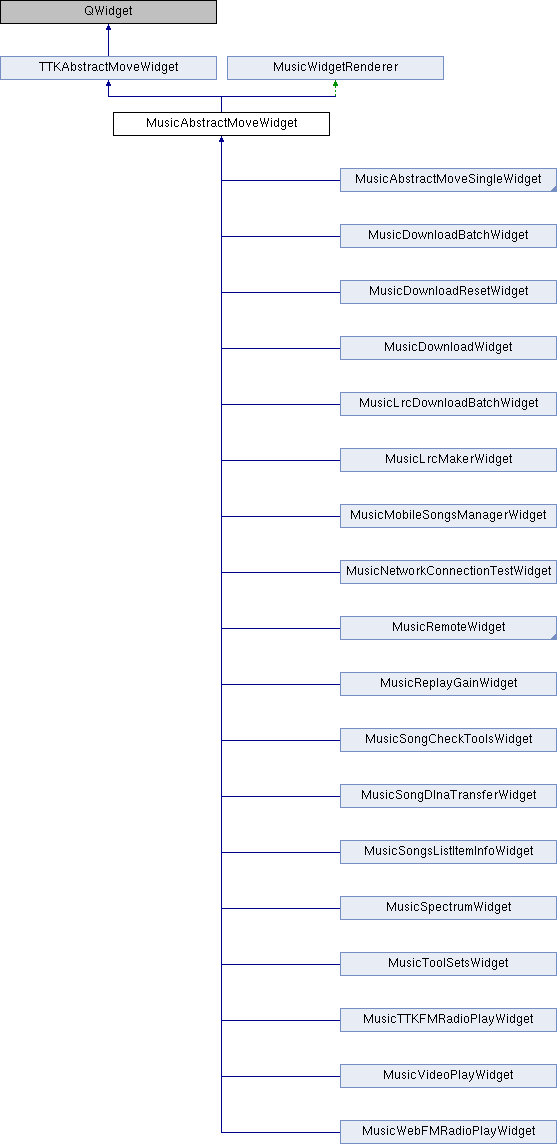 QWidget
TTKAbstractMoveWidget
MusicWidgetRenderer
MusicAbstractMoveWidget
MusicAbstractMoveSingleWidget
MusicDownloadBatchWidget
MusicDownloadResetWidget
MusicDownloadWidget
MusicLrcDownloadBatchWidget
MusicLrcMakerWidget
MusicMobileSongsManagerWidget
MusicNetworkConnectionTestWidget
MusicRemoteWidget
MusicReplayGainWidget
MusicSongCheckToolsWidget
MusicSongDlnaTransferWidget
MusicSongsListItemInfoWidget
MusicSpectrumWidget
MusicToolSetsWidget
MusicTTKFMRadioPlayWidget
MusicVideoPlayWidget
MusicWebFMRadioPlayWidget